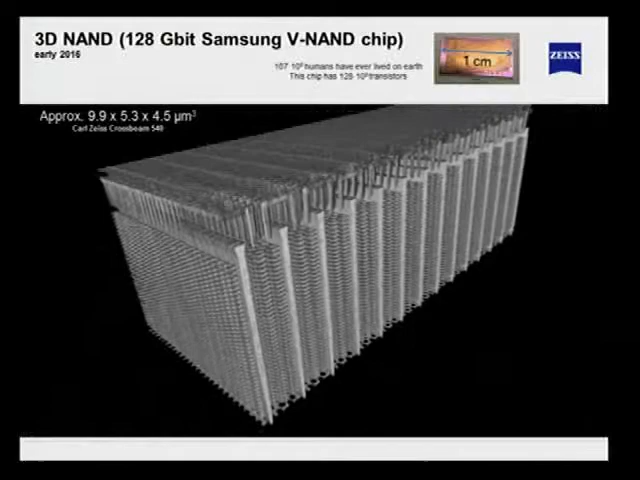 3D NAND (128 Gbit Samsung V-NAND chip)
early 2016
107 10⁹ humans have ever lived on earth
This chip has 128 10⁹ transistors
1 cm
ZEISS
Approx. 9.9 x 5.3 x 4.5 µm³
Carl Zeiss Crossbeam 540